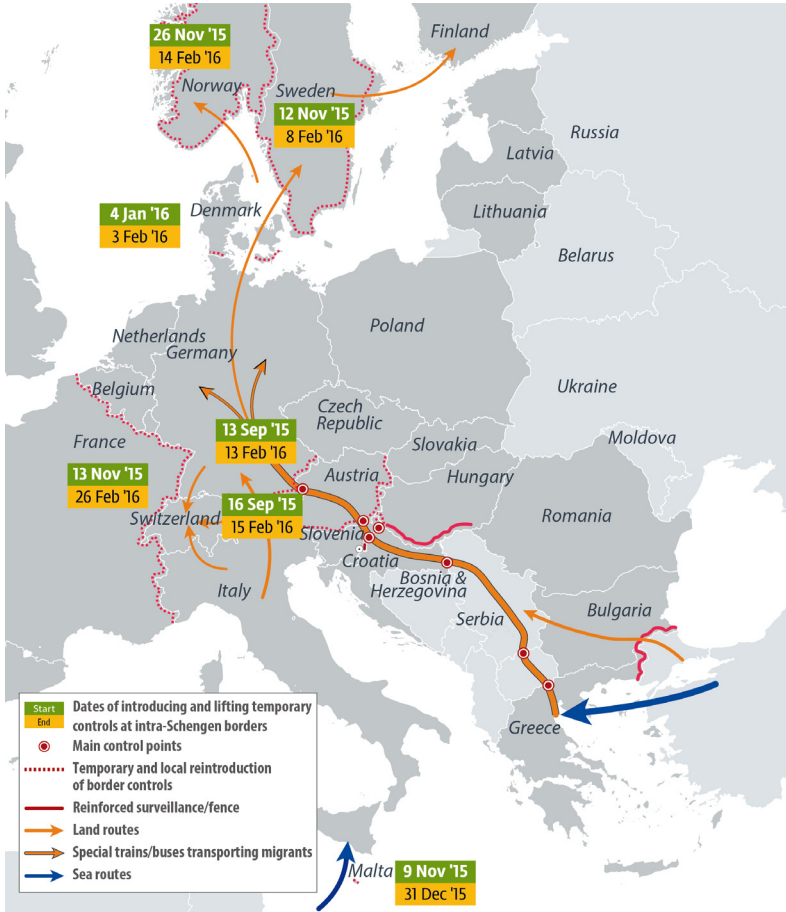 26 Nov '15
14 Feb '16
Finland
Norway
Sweden
12 Nov '15
8 Feb '16
Russia
Latvia
4 Jan '16
3 Feb '16
Denmark
Lithuania
Belarus
Netherlands
Germany
Poland
Belgium
Ukraine
Czech
Republic
France
13 Sep '15
13 Feb '16
Slovakia
Moldova
13 Nov '15
26 Feb '16
Austria
Hungary
16 Sep '15
15 Feb '16
Switzerland
Romania
Slovenia
Croatia
Bosnia &
Herzegovina
Italy
Serbia
Bulgaria
Greece
Start
End
Dates of introducing and lifting temporary
controls at intra-Schengen borders
Main control points
Temporary and local reintroduction
of border controls
Reinforced surveillance/fence
Land routes
Special trains/buses transporting migrants
Sea routes
Malta
9 Nov '15
31 Dec '15